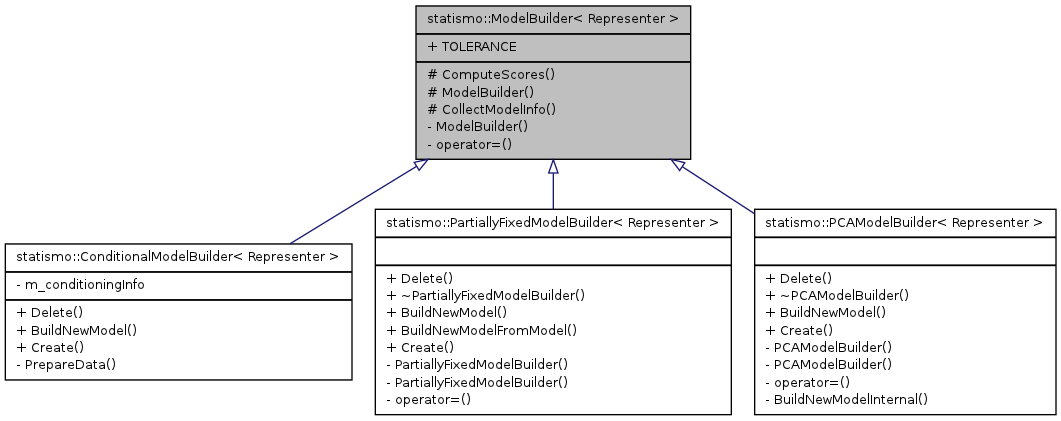 statismo::ModelBuilder< Representer >
+ TOLERANCE
# ComputeScores()
# ModelBuilder()
# CollectModelInfo()
- ModelBuilder()
- operator=()
statismo::ConditionalModelBuilder< Representer >
- m_conditioningInfo
+ Delete()
+ BuildNewModel()
+ Create()
- PrepareData()
statismo::PartiallyFixedModelBuilder< Representer >
+ Delete()
+ ~PartiallyFixedModelBuilder()
+ BuildNewModel()
+ BuildNewModelFromModel()
+ Create()
- PartiallyFixedModelBuilder()
- PartiallyFixedModelBuilder()
- operator=()
statismo::PCAModelBuilder< Representer >
+ Delete()
+ ~PCAModelBuilder()
+ BuildNewModel()
+ Create()
- PCAModelBuilder()
- PCAModelBuilder()
- operator=()
- BuildNewModelInternal()